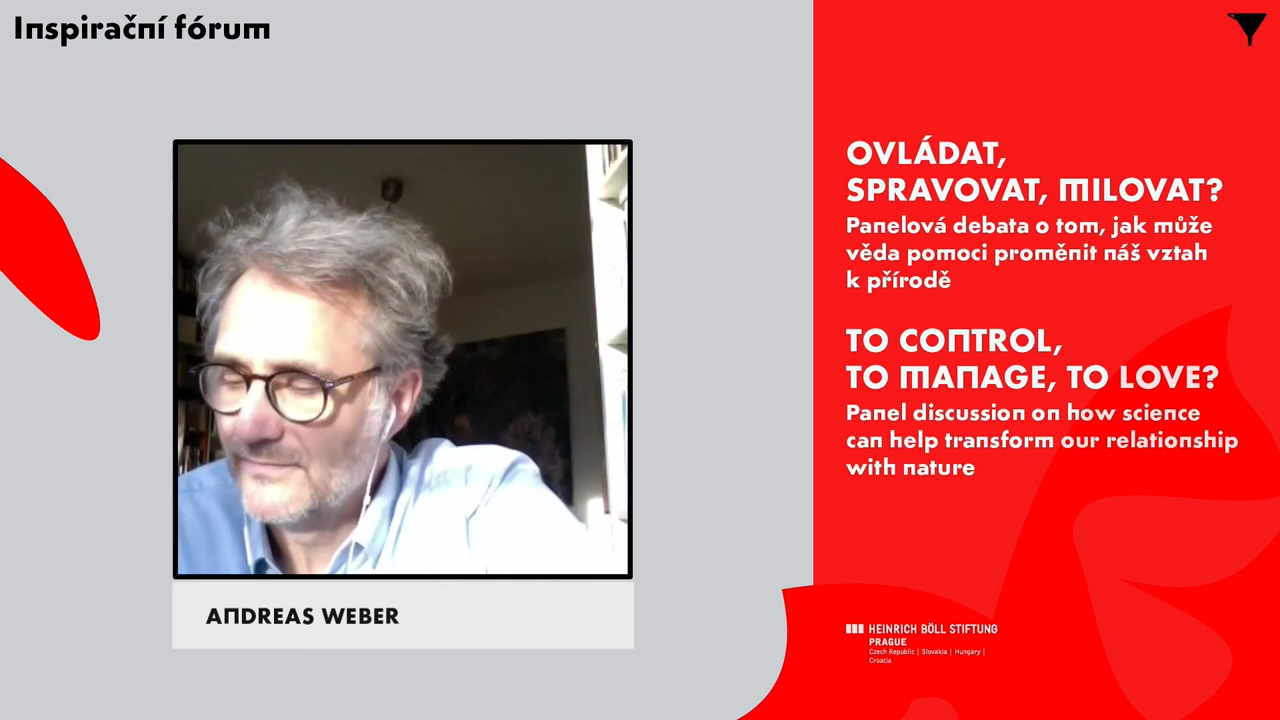 Inspirační fórum
ANDREAS WEBER
OVLÁDAT,
SPRAVOVAT, MILOVAT?
Panelová debata o tom, jak může
věda pomoci proměnit náš vztah
k přírodě
TO CONTROL,
TO MANAGE, TO LOVE?
Panel discussion on how science
can help transform our relationship
with nature
HEINRICH BÖLL STIFTUNG
PRAGUE
Czech Republic | Slovakia | Hungary |
Croatia